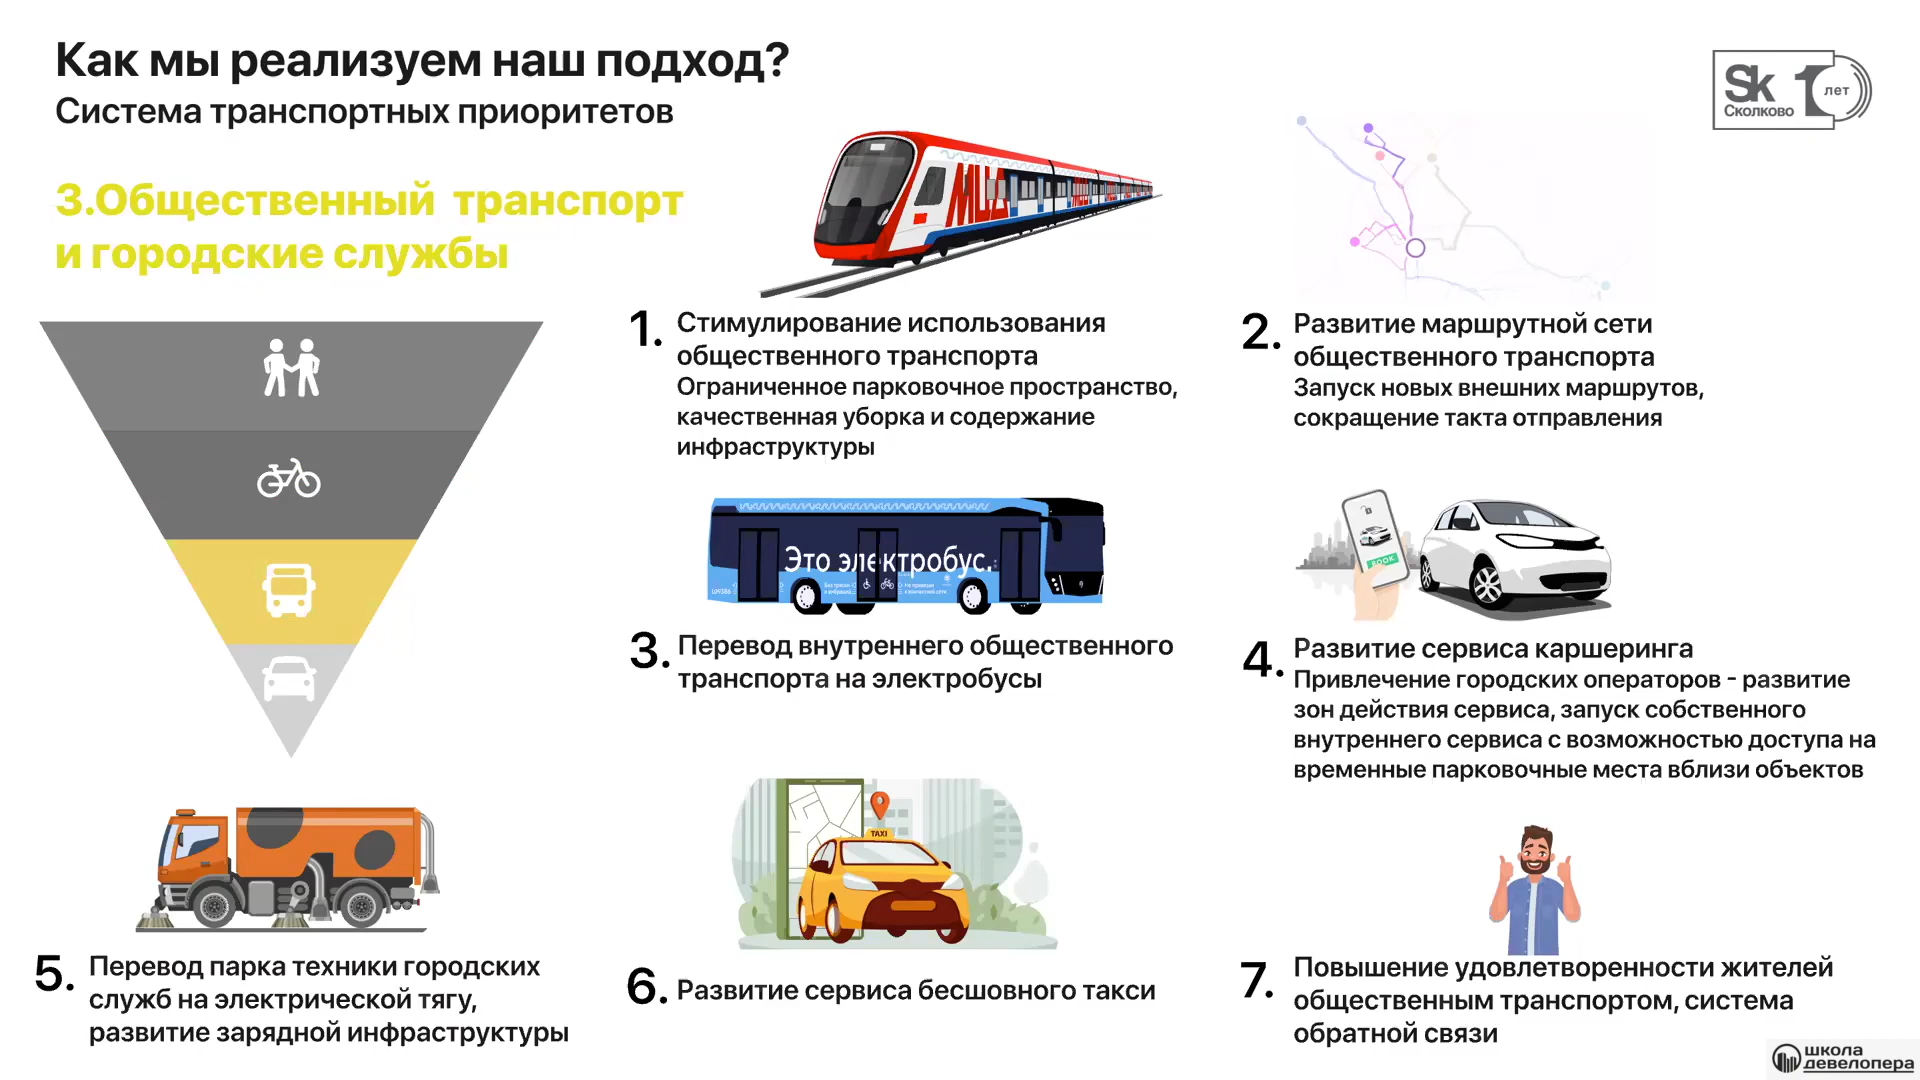 Как мы реализуем наш подход?
Система транспортных приоритетов
Sk 10 лет
Сколково
3.Общественный транспорт
и городские службы
МЦД
1. Стимулирование использования
общественного транспорта
Ограниченное парковочное пространство,
качественная уборка и содержание
инфраструктуры
2. Развитие маршрутной сети
общественного транспорта
Запуск новых внешних маршрутов,
сокращение такта отправления
Это электробус.
3. Перевод внутреннего общественного
транспорта на электробусы
BOOK
4. Развитие сервиса каршеринга
Привлечение городских операторов - развитие
зон действия сервиса, запуск собственного
внутреннего сервиса с возможностью доступа на
временные парковочные места вблизи объектов
5. Перевод парка техники городских
служб на электрической тягу,
развитие зарядной инфраструктуры
TAXI
6. Развитие сервиса бесшовного такси
7. Повышение удовлетворенности жителей
общественным транспортом, система
обратной связи
школа
девелопера